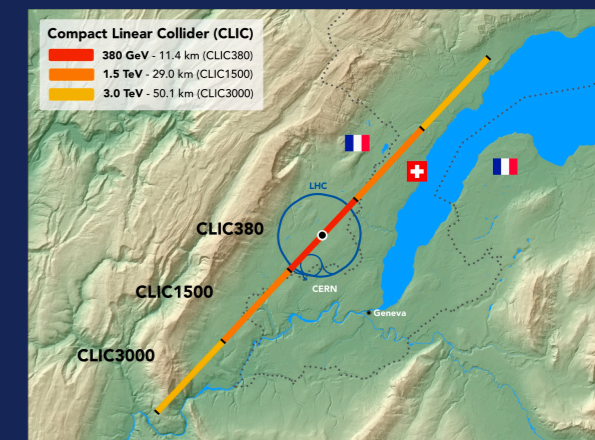 Compact Linear Collider (CLIC)
380 GeV - 11.4 km (CLIC380)
1.5 TeV - 29.0 km (CLIC1500)
3.0 TeV - 50.1 km (CLIC3000)
LHC
CLIC380
CERN
CLIC1500
Geneva
CLIC3000